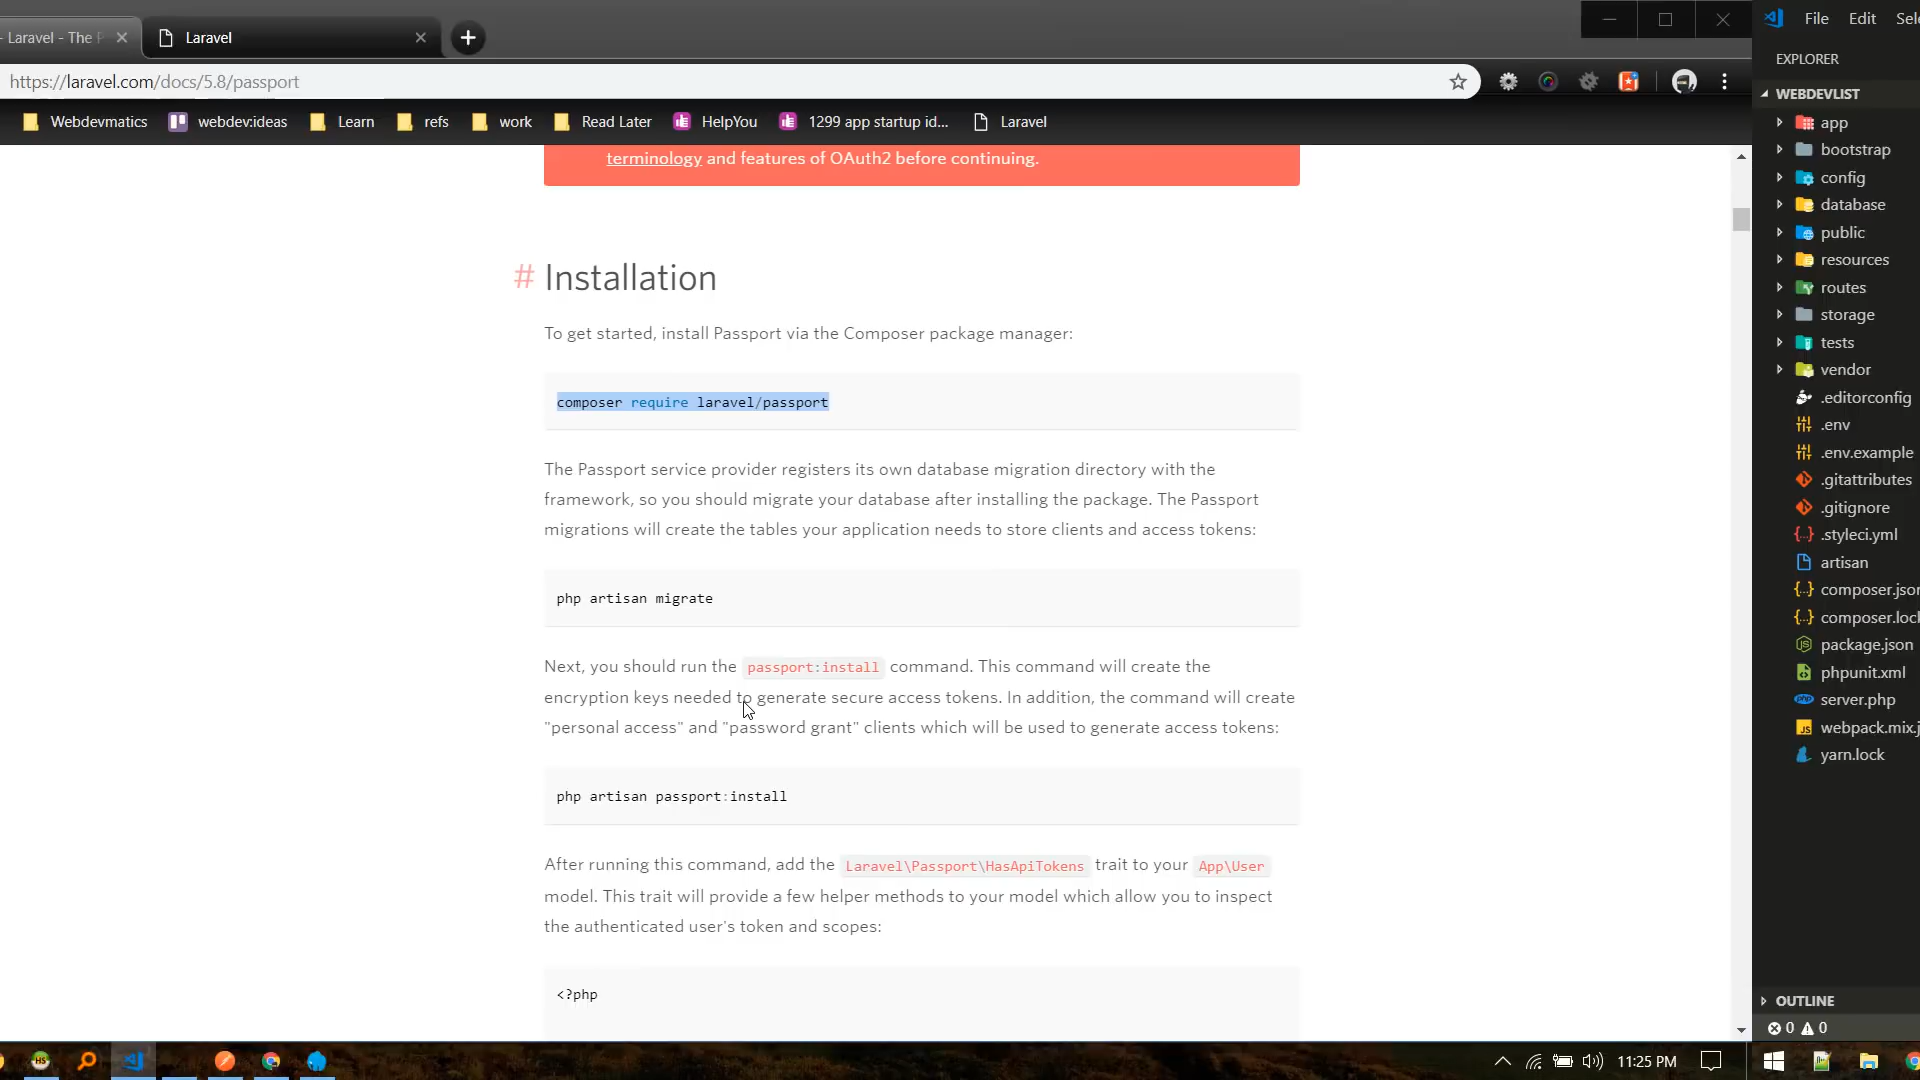 - Laravel - The P
Laravel
File Edit Sele
https://laravel.com/docs/5.8/passport
Webdevmatics webdev:ideas Learn refs work Read Later HelpYou 1299 app startup id... Laravel
terminology and features of OAuth2 before continuing.
# Installation
To get started, install Passport via the Composer package manager:
composer require laravel/passport
The Passport service provider registers its own database migration directory with the
framework, so you should migrate your database after installing the package. The Passport
migrations will create the tables your application needs to store clients and access tokens:
php artisan migrate
Next, you should run the passport:install command. This command will create the
encryption keys needed to generate secure access tokens. In addition, the command will create
"personal access" and "password grant" clients which will be used to generate access tokens:
php artisan passport:install
After running this command, add the Laravel\Passport\HasApiTokens trait to your App\User
model. This trait will provide a few helper methods to your model which allow you to inspect
the authenticated user's token and scopes:
<?php
EXPLORER
WEBDEVLIST
app
bootstrap
config
database
public
resources
routes
storage
tests
vendor
.editorconfig
.env
.env.example
.gitattributes
.gitignore
.styleci.yml
artisan
composer.json
composer.lock
package.json
phpunit.xml
server.php
webpack.mix.j
yarn.lock
OUTLINE
0 0
11:25 PM